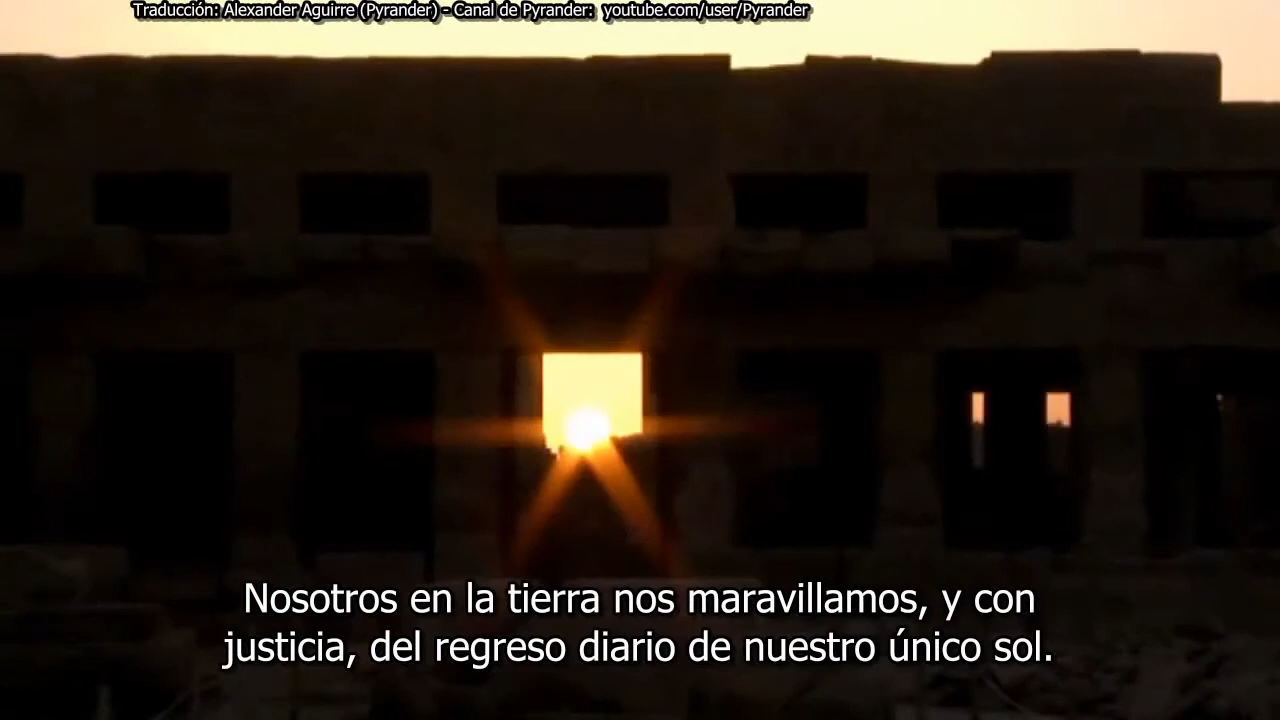 Traducción: Alexander Aguirre (Pyrander) - Canal de Pyrander: youtube.com/user/Pyrander
Nosotros en la tierra nos maravillamos, y con
justicia, del regreso diario de nuestro único sol.